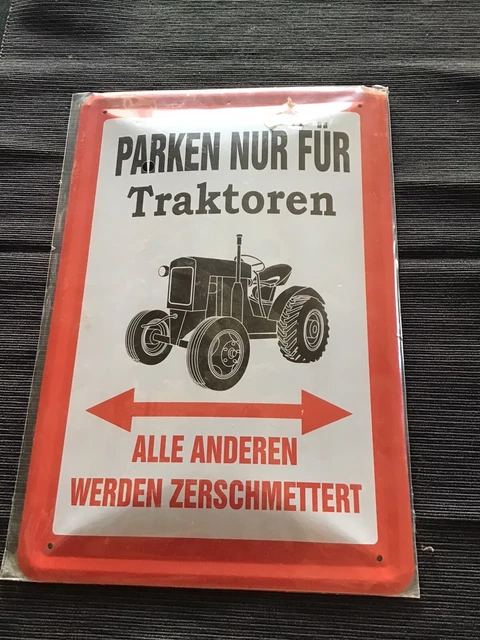 PARKEN NUR FÜR
Traktoren
ALLE ANDEREN
WERDEN ZERSCHMETTERT